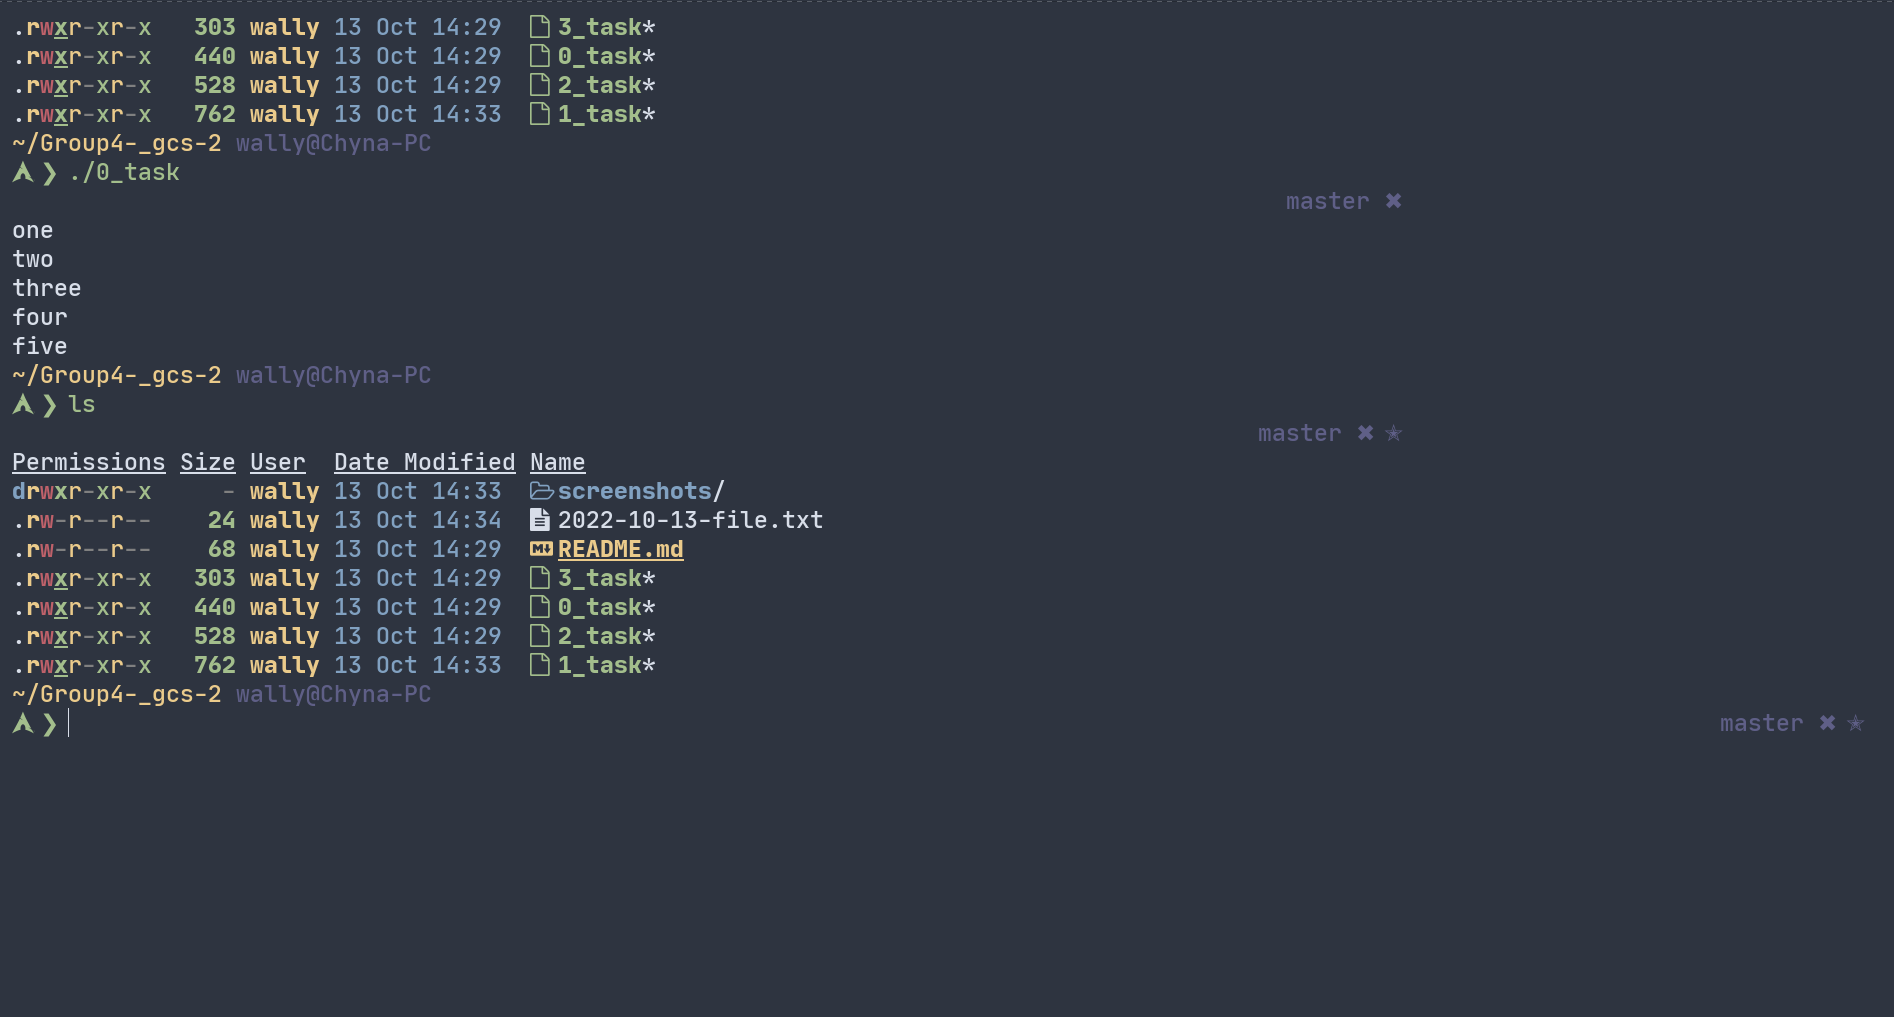 .rwxr-xr-x 303 wally 13 Oct 14:29 3_task*
.rwxr-xr-x 440 wally 13 Oct 14:29 0_task*
.rwxr-xr-x 528 wally 13 Oct 14:29 2_task*
.rwxr-xr-x 762 wally 13 Oct 14:33 1_task*
~/Group4-_gcs-2 wally@Chyna-PC
❯ ./0_task
master ✖
one
two
three
four
five
~/Group4-_gcs-2 wally@Chyna-PC
❯ ls
master ✖ ✭
Permissions Size User Date Modified Name
drwxr-xr-x - wally 13 Oct 14:33 screenshots/
.rw-r--r-- 24 wally 13 Oct 14:34 2022-10-13-file.txt
.rw-r--r-- 68 wally 13 Oct 14:29 README.md
.rwxr-xr-x 303 wally 13 Oct 14:29 3_task*
.rwxr-xr-x 440 wally 13 Oct 14:29 0_task*
.rwxr-xr-x 528 wally 13 Oct 14:29 2_task*
.rwxr-xr-x 762 wally 13 Oct 14:33 1_task*
~/Group4-_gcs-2 wally@Chyna-PC
❯ master ✖ ✭